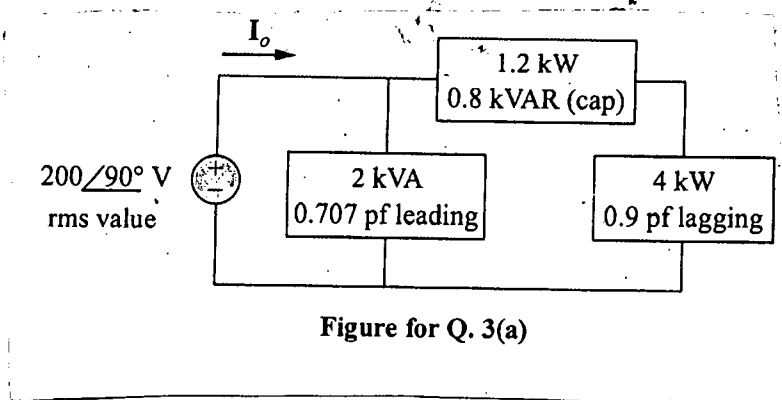 I_o
1.2 kW
0.8 kVAR (cap)
200∠90° V
rms value
+
−
2 kVA
0.707 pf leading
4 kW
0.9 pf lagging
Figure for Q. 3(a)